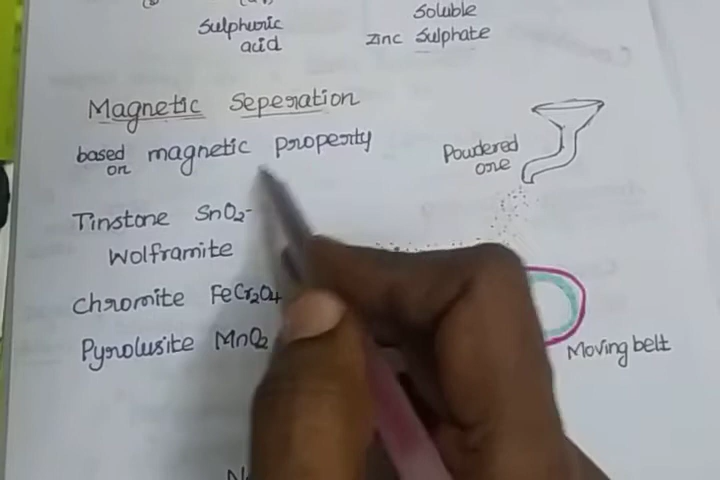 Sulphuric
acid
Soluble
Zinc Sulphate
Magnetic Seperation
based on magnetic property
Powdered
ore
Tinstone SnO2-
Wolframite
Chromite FeCr2O4
Pyrolusite MnO2
Moving belt